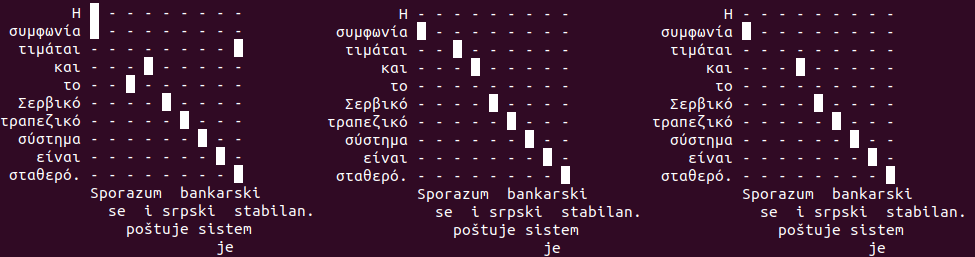 Η - - - - - - - - Η - - - - - - - - - Η - - - - - - - - -
συμφωνία - - - - - - - - συμφωνία - - - - - - - - συμφωνία - - - - - - - -
τιμάται - - - - - - - - τιμάται - - - - - - - - τιμάται - - - - - - - - -
και - - - - - - - - και - - - - - - - - και - - - - - - - -
το - - - - - - - - το - - - - - - - - - το - - - - - - - - -
Σερβικό - - - - - - - - Σερβικό - - - - - - - - Σερβικό - - - - - - - -
τραπεζικό - - - - - - - - τραπεζικό - - - - - - - - τραπεζικό - - - - - - - -
σύστημα - - - - - - - - σύστημα - - - - - - - - σύστημα - - - - - - - -
είναι - - - - - - - - είναι - - - - - - - - είναι - - - - - - - -
σταθερό. - - - - - - - - σταθερό. - - - - - - - - σταθερό. - - - - - - - -
Sporazum bankarski Sporazum bankarski Sporazum bankarski
se i srpski stabilan. se i srpski stabilan. se i srpski stabilan.
poštuje sistem poštuje sistem poštuje sistem
je je je